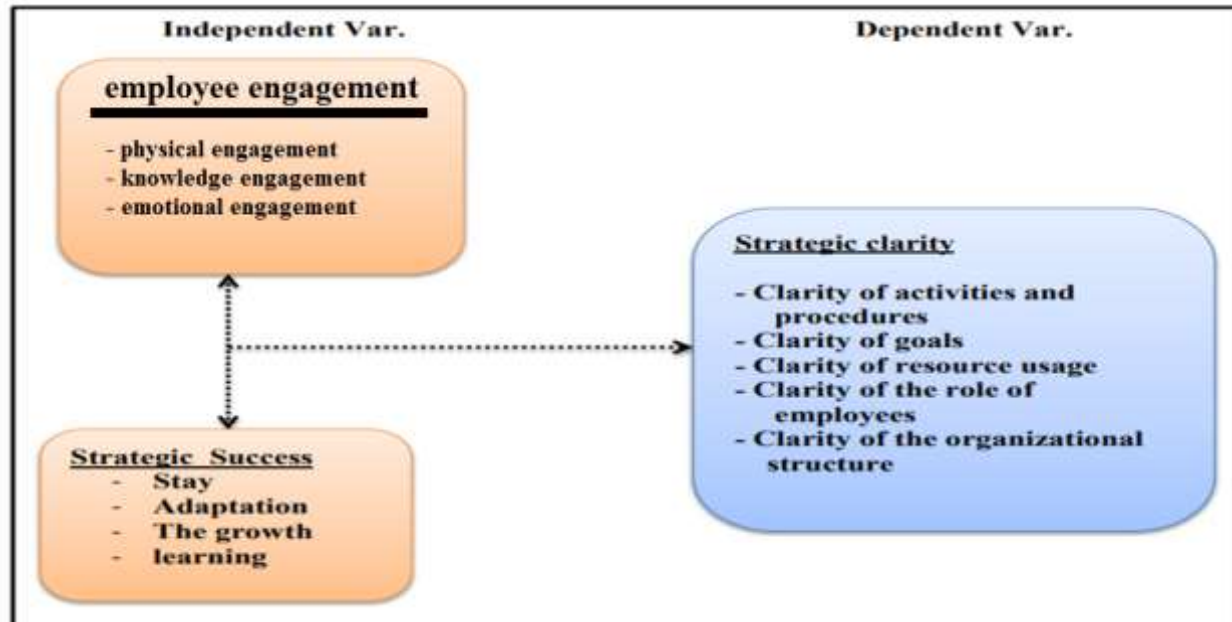 Independent Var.
Dependent Var.
employee engagement
- physical engagement
- knowledge engagement
- emotional engagement
Strategic Success
- Stay
- Adaptation
- The growth
- learning
Strategic clarity
- Clarity of activities and
procedures
- Clarity of goals
- Clarity of resource usage
- Clarity of the role of
employees
- Clarity of the organizational
structure